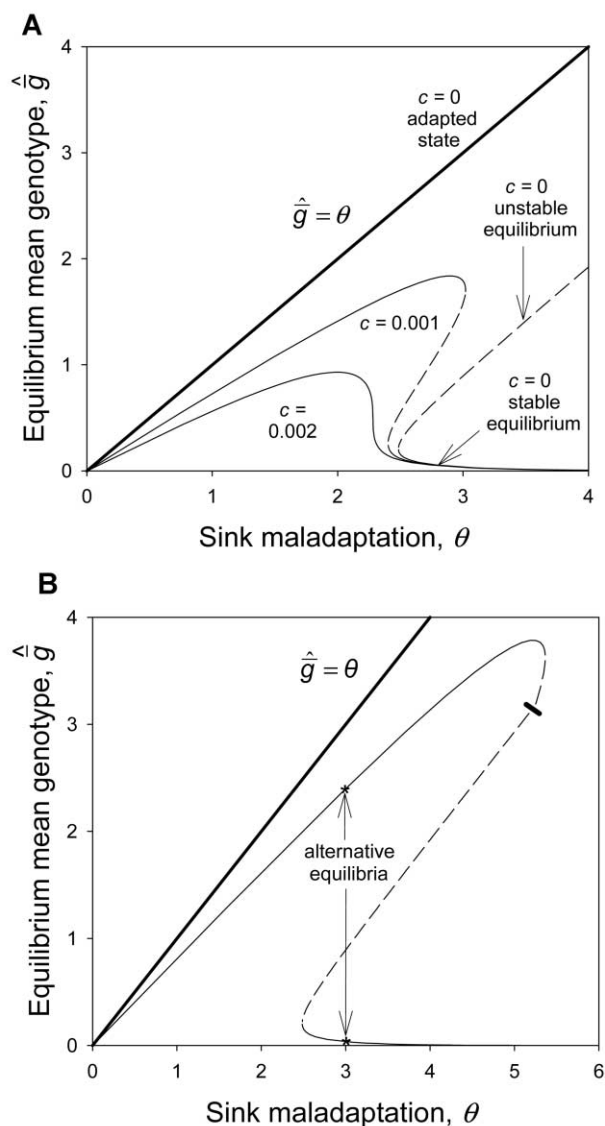 A
4
c = 0
adapted
state
3
c = 0
unstable
equilibrium
ĝ̄ = θ
2
c = 0.001
c = 0
stable
equilibrium
1
c =
0.002
0
0 1 2 3 4
Equilibrium mean genotype, ĝ̄
Sink maladaptation, θ
B
4
ĝ̄ = θ
3
*
2
alternative
equilibria
1
*
0
0 1 2 3 4 5 6
Equilibrium mean genotype, ĝ̄
Sink maladaptation, θ